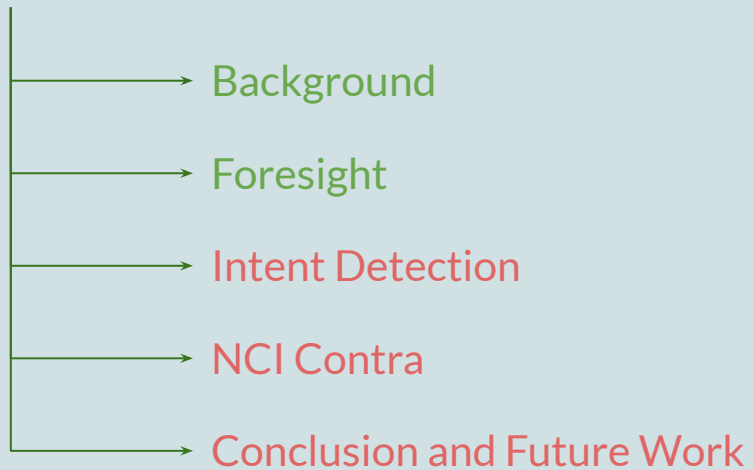 Background
Foresight
Intent Detection
NCI Contra
Conclusion and Future Work